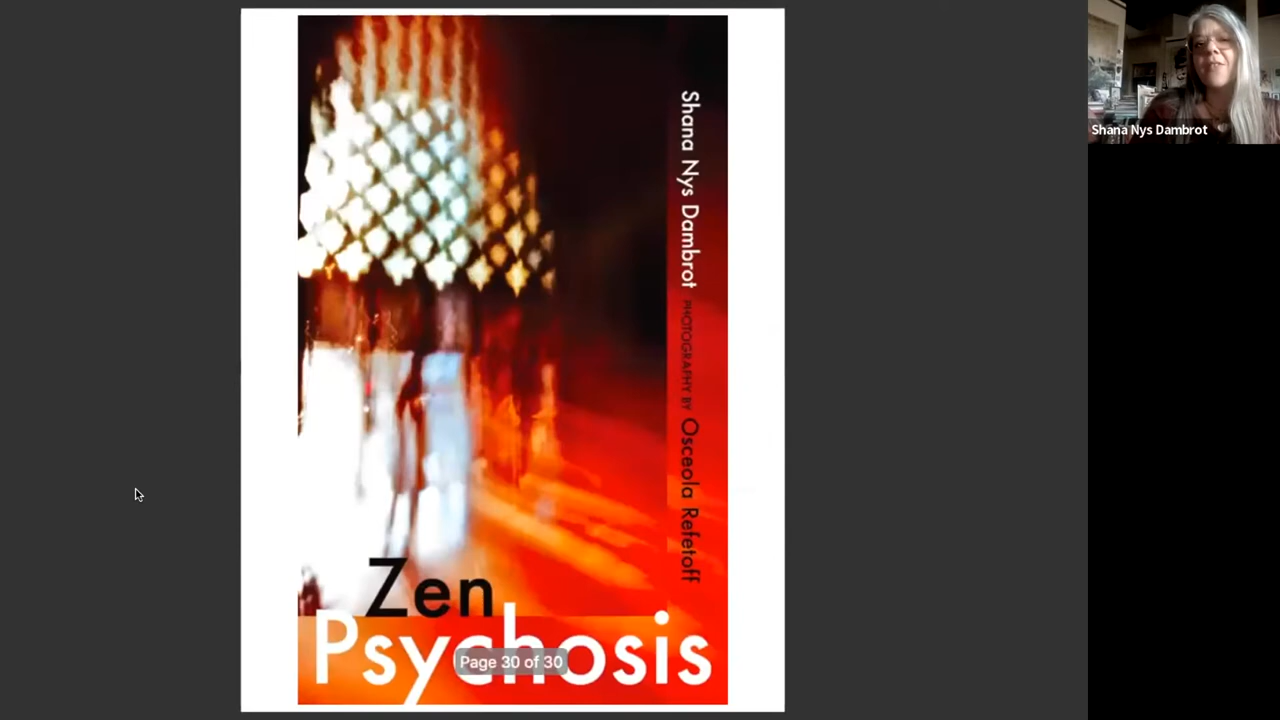 Shana Nys Dambrot PHOTOGRAPHY BY Osceola Refetoff
Zen
Psychosis
Page 30 of 30
Shana Nys Dambrot